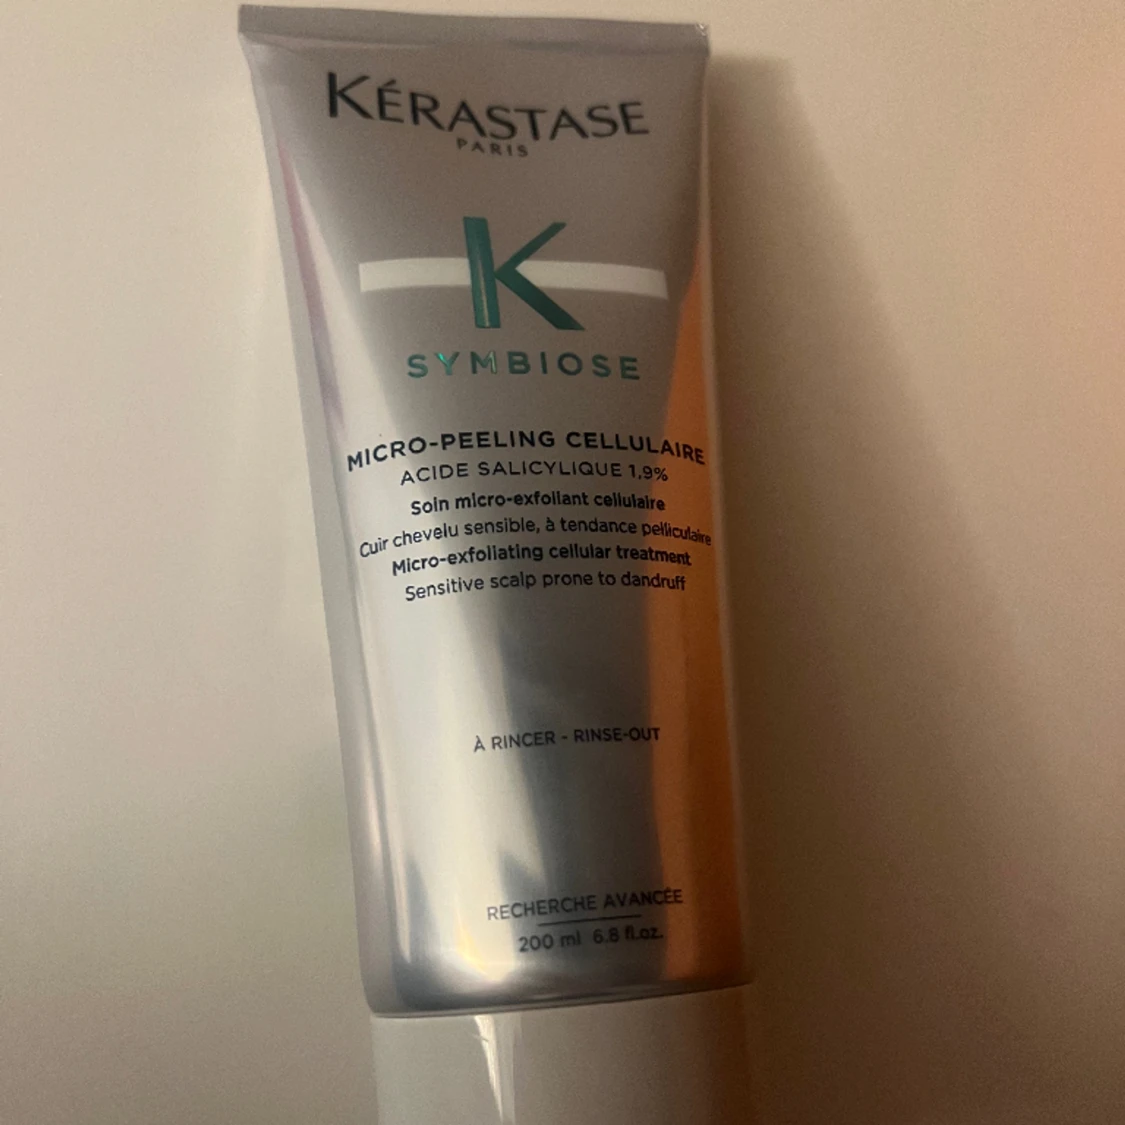 KÉRASTASE
PARIS
K
SYMBIOSE
MICRO-PEELING CELLULAIRE
ACIDE SALICYLIQUE 1,9%
Soin micro-exfoliant cellulaire
Cuir chevelu sensible, à tendance pelliculaire
Micro-exfoliating cellular treatment
Sensitive scalp prone to dandruff
À RINCER - RINSE-OUT
RECHERCHE AVANCÉE
200 ml 6.8 fl.oz.